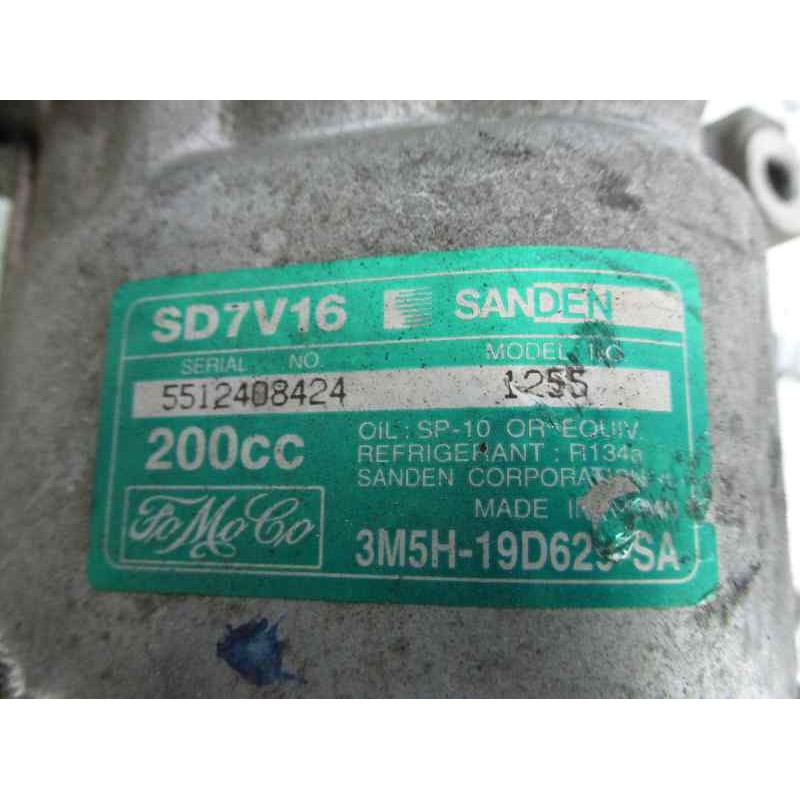 SD7V16 SANDEN
SERIAL NO. MODEL NO
5512408424 1255
200cc
OIL : SP-10 OR EQUIV.
REFRIGERANT : R134a
SANDEN CORPORATION
MADE IN
FoMoCo
3M5H-19D629-SA